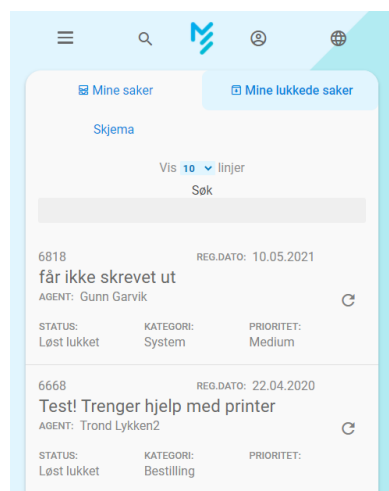 Mine saker
Mine lukkede saker
Skjema
Vis 10 linjer
Søk
6818 REG.DATO: 10.05.2021
får ikke skrevet ut
AGENT: Gunn Garvik
STATUS: KATEGORI: PRIORITET:
Løst lukket System Medium
6668 REG.DATO: 22.04.2020
Test! Trenger hjelp med printer
AGENT: Trond Lykken2
STATUS: KATEGORI: PRIORITET:
Løst lukket Bestilling